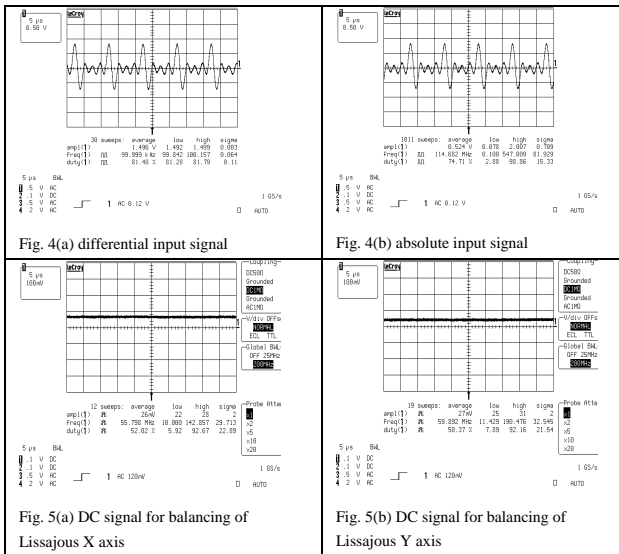 5 µs
0.50 V
LeCroy
1
30 sweeps: average low high sigma
ampl(1) 1.496 V 1.492 1.499 0.003
freq(1) 99.999 kHz 99.842 100.157 0.064
duty(1) 81.48 % 81.28 81.79 0.11
5 µs BWL
1 .5 V AC
2 .1 V DC
3 .5 V AC
4 2 V AC
1 AC 0.12 V
1 GS/s
AUTO
Fig. 4(a) differential input signal
5 µs
0.50 V
LeCroy
1
1011 sweeps: average low high sigma
ampl(1) 0.524 V 0.078 2.007 0.709
freq(1) 114.682 MHz 0.100 547.009 81.929
duty(1) 74.71 % 2.88 98.86 15.33
5 µs BWL
1 .5 V AC
2 .1 V DC
3 .5 V AC
4 2 V AC
1 AC 0.12 V
1 GS/s
AUTO
Fig. 4(b) absolute input signal
5 µs
100mV
LeCroy
Coupling
DC50Ω
Grounded
DC1MΩ
Grounded
AC1MΩ
V/div Offs
NORMAL
ECL TTL
Global BWL
OFF 25MHz
200MHz
1
12 sweeps: average low high sigma
ampl(1) 26mV 22 28 2
freq(1) 55.798 MHz 10.000 142.857 29.713
duty(1) 52.02 % 5.92 92.67 22.89
Probe Atte
x1
x2
x5
x10
x20
5 µs BWL
1 .1 V DC
2 .1 V DC
3 .5 V AC
4 2 V AC
1 AC 120mV
1 GS/s
AUTO
Fig. 5(a) DC signal for balancing of
Lissajous X axis
5 µs
100mV
LeCroy
Coupling
DC50Ω
Grounded
DC1MΩ
Grounded
AC1MΩ
V/div Offs
NORMAL
ECL TTL
Global BWL
OFF 25MHz
200MHz
1
19 sweeps: average low high sigma
ampl(1) 27mV 25 31 2
freq(1) 59.892 MHz 11.429 190.476 32.545
duty(1) 50.37 % 7.89 92.16 21.54
Probe Atte
x1
x2
x5
x10
x20
5 µs BWL
1 .1 V DC
2 .1 V DC
3 .5 V AC
4 2 V AC
1 AC 120mV
1 GS/s
AUTO
Fig. 5(b) DC signal for balancing of
Lissajous Y axis